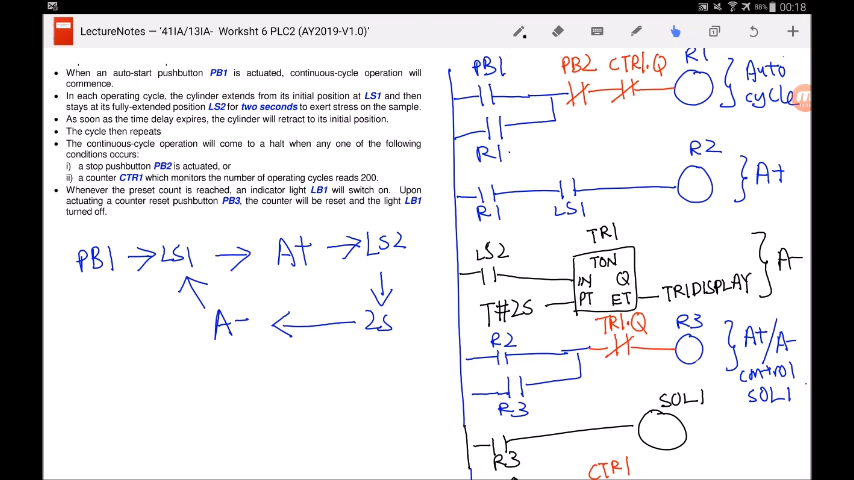 88% 00:18
LectureNotes — '41IA/13IA- Worksht 6 PLC2 (AY2019-V1.0)'
• When an auto-start pushbutton PB1 is actuated, continuous-cycle operation will
commence.
• In each operating cycle, the cylinder extends from its initial position at LS1 and then
stays at its fully-extended position LS2 for two seconds to exert stress on the sample.
• As soon as the time delay expires, the cylinder will retract to its initial position.
• The cycle then repeats
• The continuous-cycle operation will come to a halt when any one of the following
conditions occurs:
i) a stop pushbutton PB2 is actuated, or
ii) a counter CTR1 which monitors the number of operating cycles reads 200.
• Whenever the preset count is reached, an indicator light LB1 will switch on. Upon
actuating a counter reset pushbutton PB3, the counter will be reset and the light LB1
turned off.
PB1 → LS1 → A+ → LS2
A- ← 2S
PB1 PB2 CTR1.Q R1
Auto
cycle
R1
R2
A+
R1 LS1
TR1
LS2
TON
IN Q
PT ET
T#2S
TR1DISPLAY
A-
R2 TR1.Q R3
A+/A-
control
SOL1
R3
SOL1
R3
CTR1